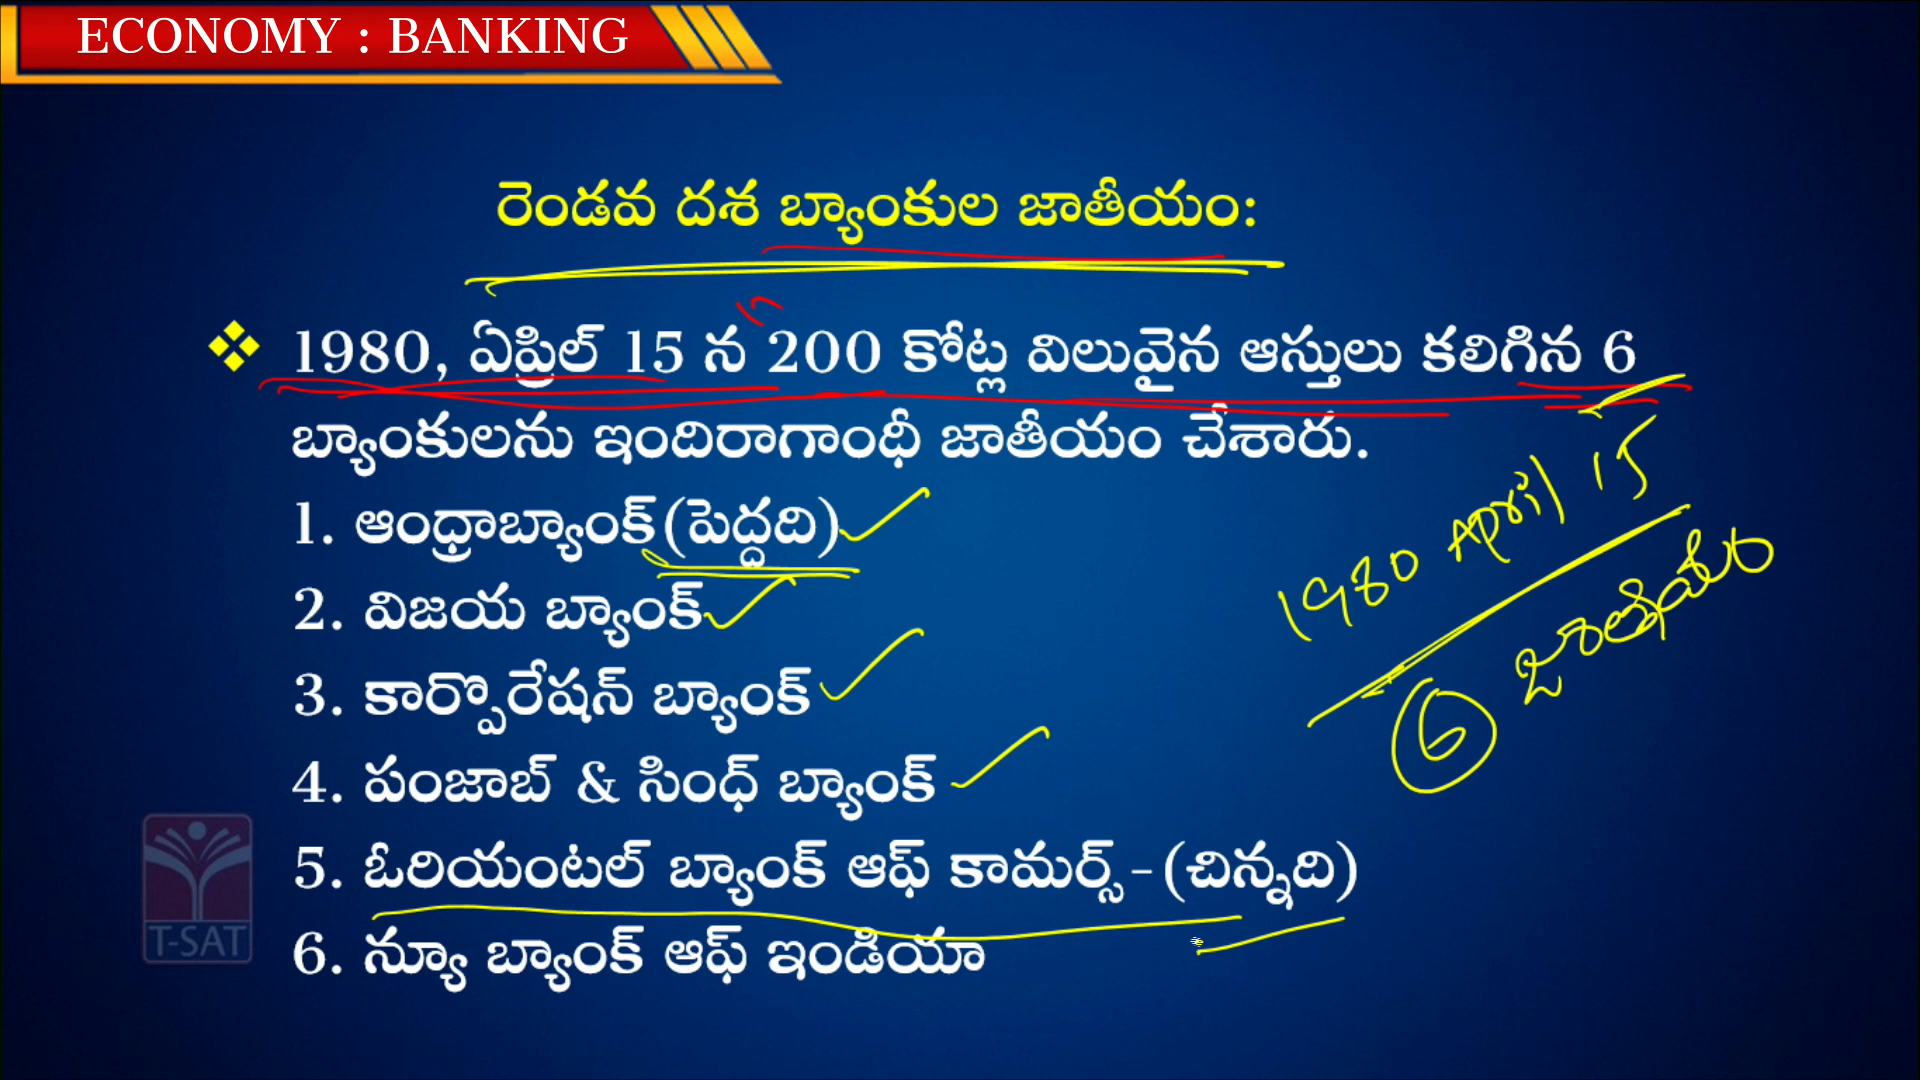 ECONOMY : BANKING
రెండవ దశ బ్యాంకుల జాతీయం:
❖ 1980, ఏప్రిల్ 15 న 200 కోట్ల విలువైన ఆస్తులు కలిగిన 6
బ్యాంకులను ఇందిరాగాంధీ జాతీయం చేశారు.
1. ఆంధ్రాబ్యాంక్(పెద్దది)
2. విజయ బ్యాంక్
3. కార్పొరేషన్ బ్యాంక్
4. పంజాబ్ & సింధ్ బ్యాంక్
5. ఓరియంటల్ బ్యాంక్ ఆఫ్ కామర్స్-(చిన్నది)
6. న్యూ బ్యాంక్ ఆఫ్ ఇండియా
1980 April 15
6 జాతీయం
T-SAT